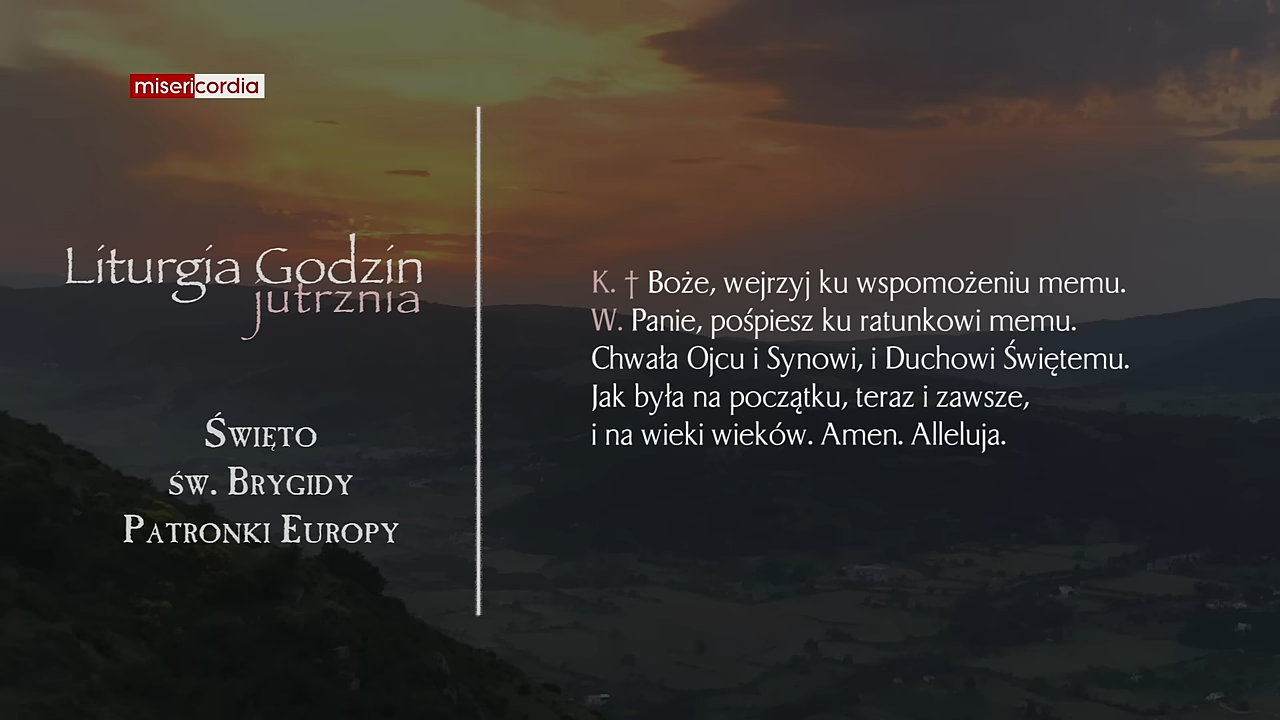 misericordia
Liturgia Godzin
jutrznia
Święto
św. Brygidy
Patronki Europy
K. † Boże, wejrzyj ku wspomożeniu memu.
W. Panie, pośpiesz ku ratunkowi memu.
Chwała Ojcu i Synowi, i Duchowi Świętemu.
Jak była na początku, teraz i zawsze,
i na wieki wieków. Amen. Alleluja.